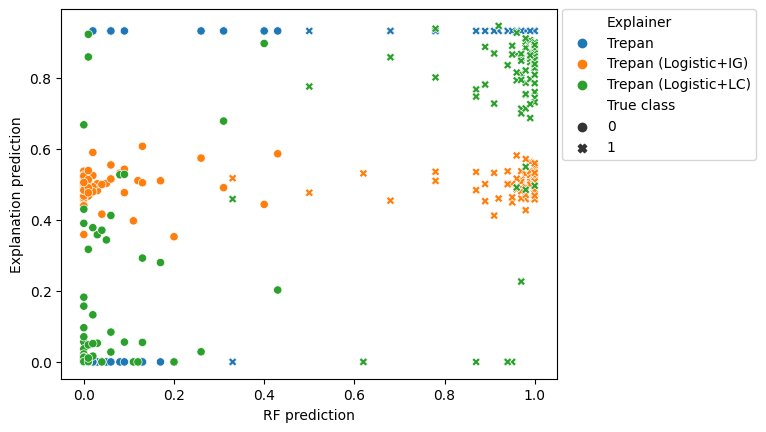 Explainer
Trepan
Trepan (Logistic+IG)
Trepan (Logistic+LC)
True class
0
1
0.8
0.6
0.4
0.2
0.0
Explanation prediction
0.0 0.2 0.4 0.6 0.8 1.0
RF prediction